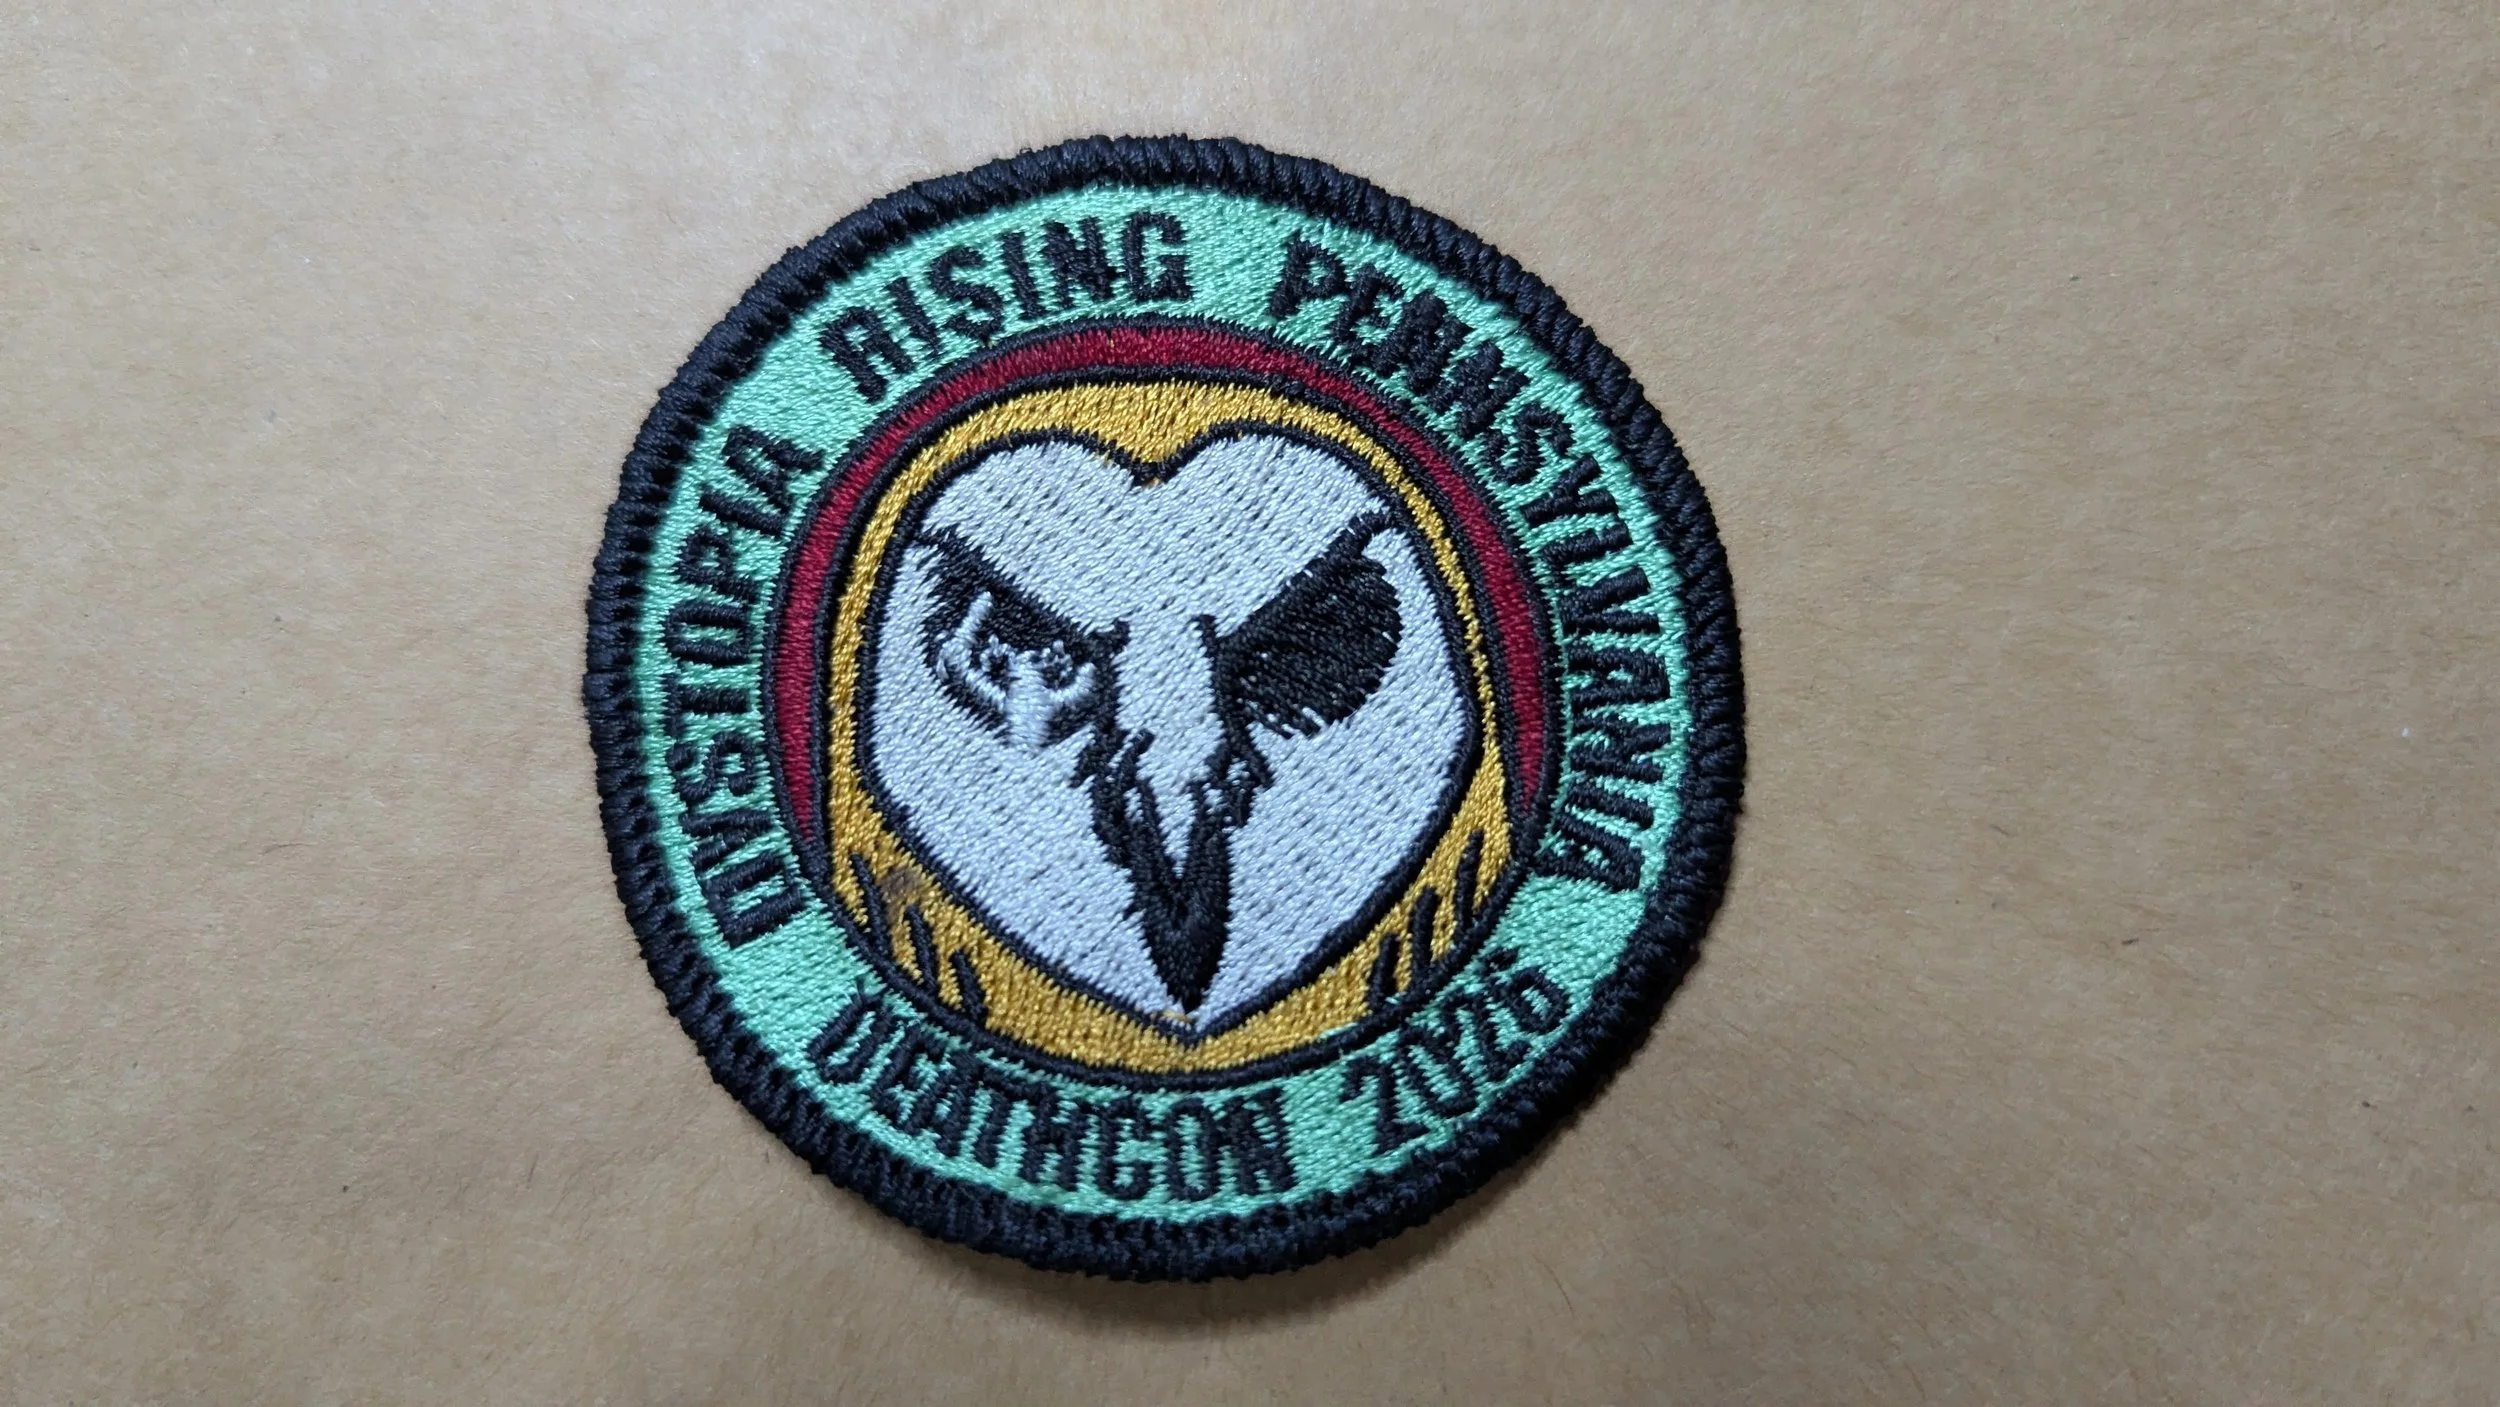 DYSTOPIA RISING PENNSYLVANIA
DEATHCON 2026